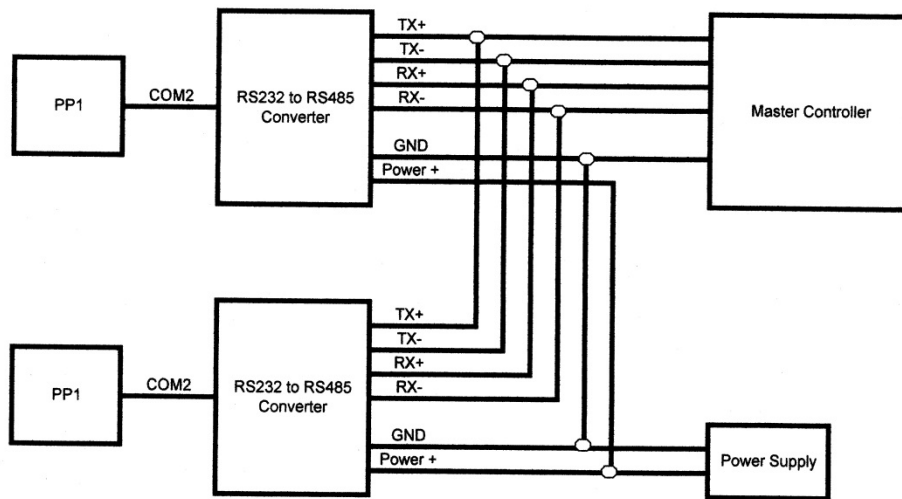 TX+
TX-
RX+
RX-
GND
Power +
PP1
COM2
RS232 to RS485
Converter
Master Controller
TX+
TX-
RX+
RX-
GND
Power +
PP1
COM2
RS232 to RS485
Converter
Power Supply